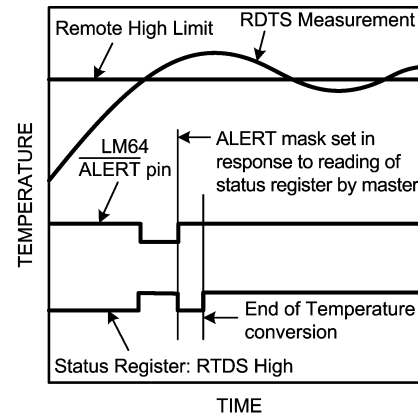 RDTS Measurement
Remote High Limit
LM64
ALERT pin
ALERT mask set in
response to reading of
status register by master
End of Temperature
conversion
Status Register: RTDS High
TEMPERATURE
TIME